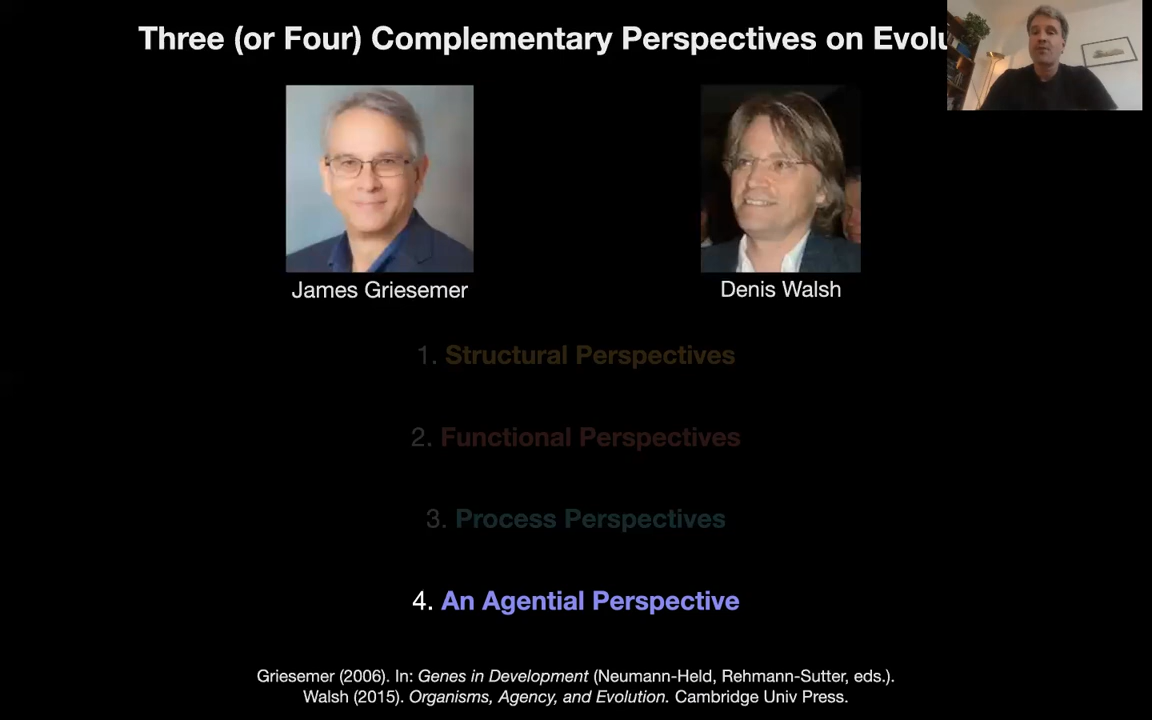 Three (or Four) Complementary Perspectives on Evolu
James Griesemer
Denis Walsh
1. Structural Perspectives
2. Functional Perspectives
3. Process Perspectives
4. An Agential Perspective
Griesemer (2006). In: Genes in Development (Neumann-Held, Rehmann-Sutter, eds.).
Walsh (2015). Organisms, Agency, and Evolution. Cambridge Univ Press.